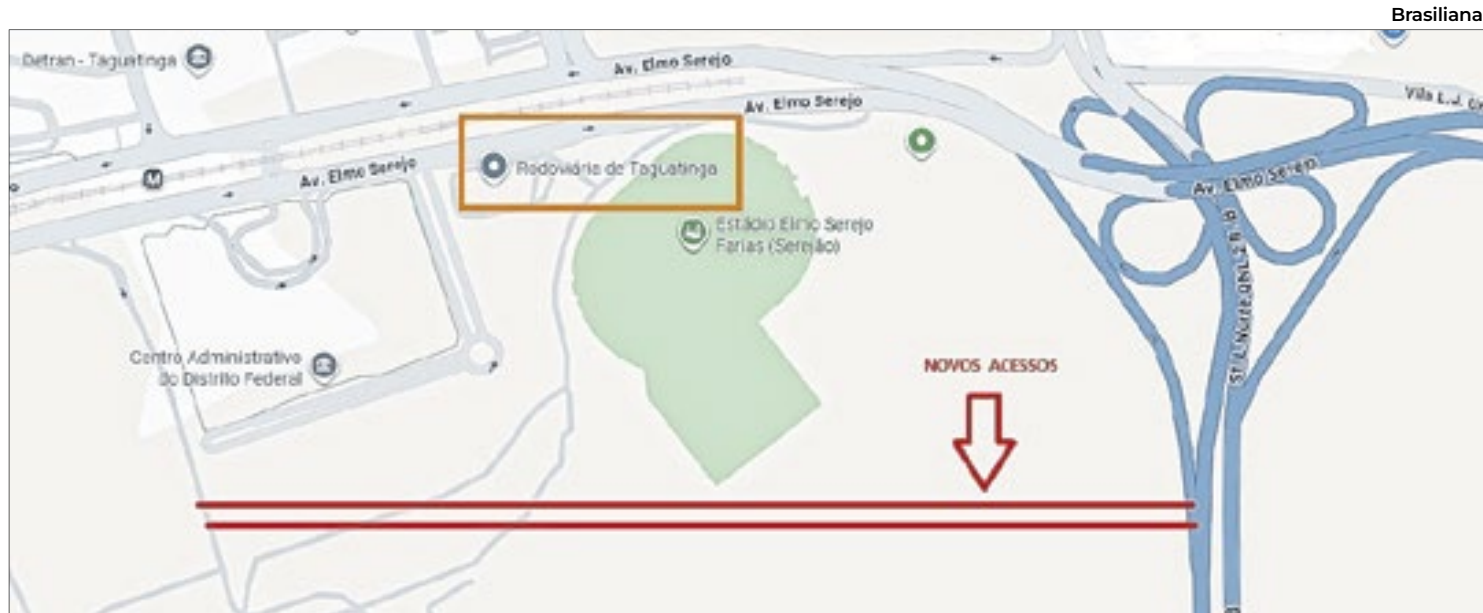 Brasiliana
Detran - Taguatinga
Av. Elmo Serejo
Av. Elmo Serejo
M
Rodoviária de Taguatinga
Av. Elmo Serejo
Av. Elmo Serejo
Estádio Elmo Serejo
Farias (Serejão)
Centro Administrativo
do Distrito Federal
NOVOS ACESSOS